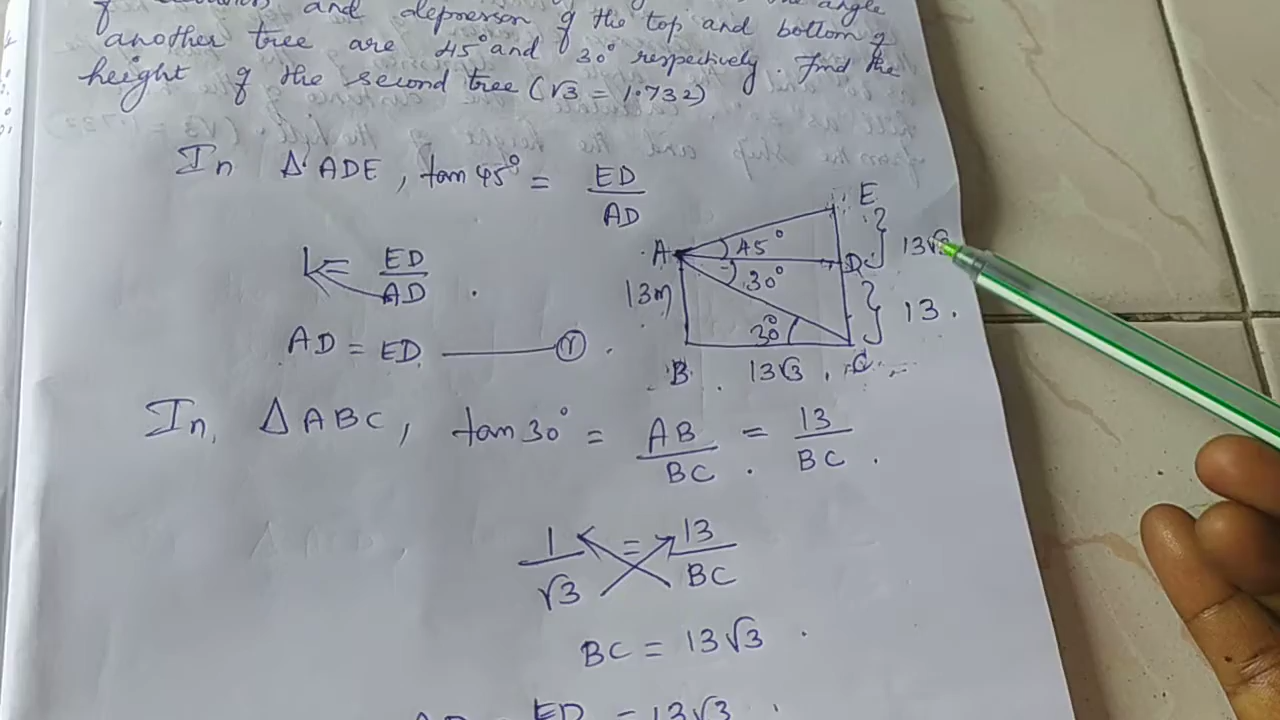 and depression of the top and bottom of
another tree are 45° and 30° respectively. Find the
height of the second tree (√3 = 1.732)
In ΔADE, tan 45° = ED/AD
1 = ED/AD
AD = ED
A 45° 30° E D
13m 13√3
30° 13
B 13√3 C
In, ΔABC, tan 30° = AB/BC = 13/BC
1/√3 = 13/BC
BC = 13√3
ED = 13√3